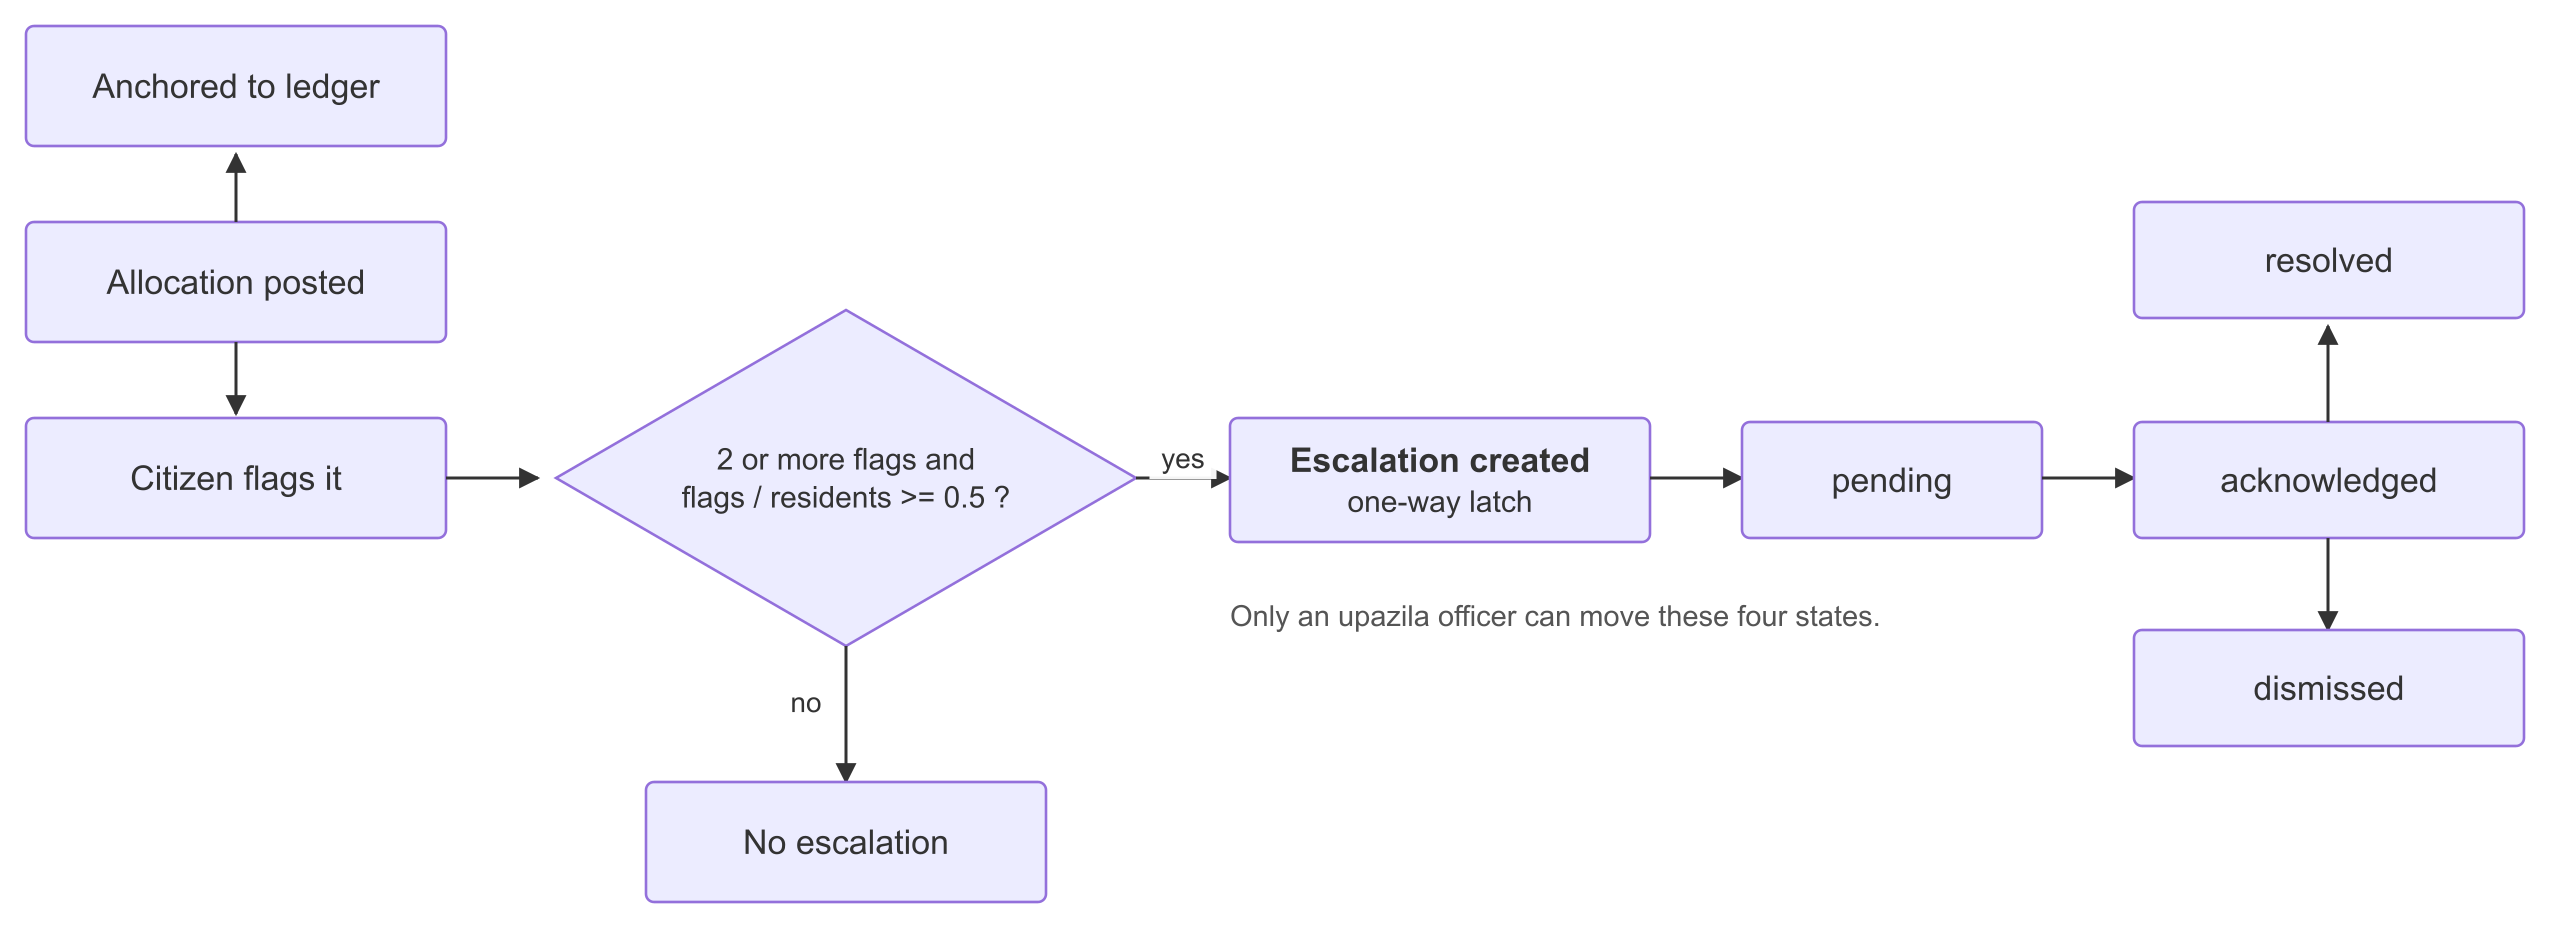 Anchored to ledger
Allocation posted
Citizen flags it
2 or more flags and
flags / residents >= 0.5 ?
yes
no
No escalation
Escalation created
one-way latch
Only an upazila officer can move these four states.
pending
acknowledged
resolved
dismissed